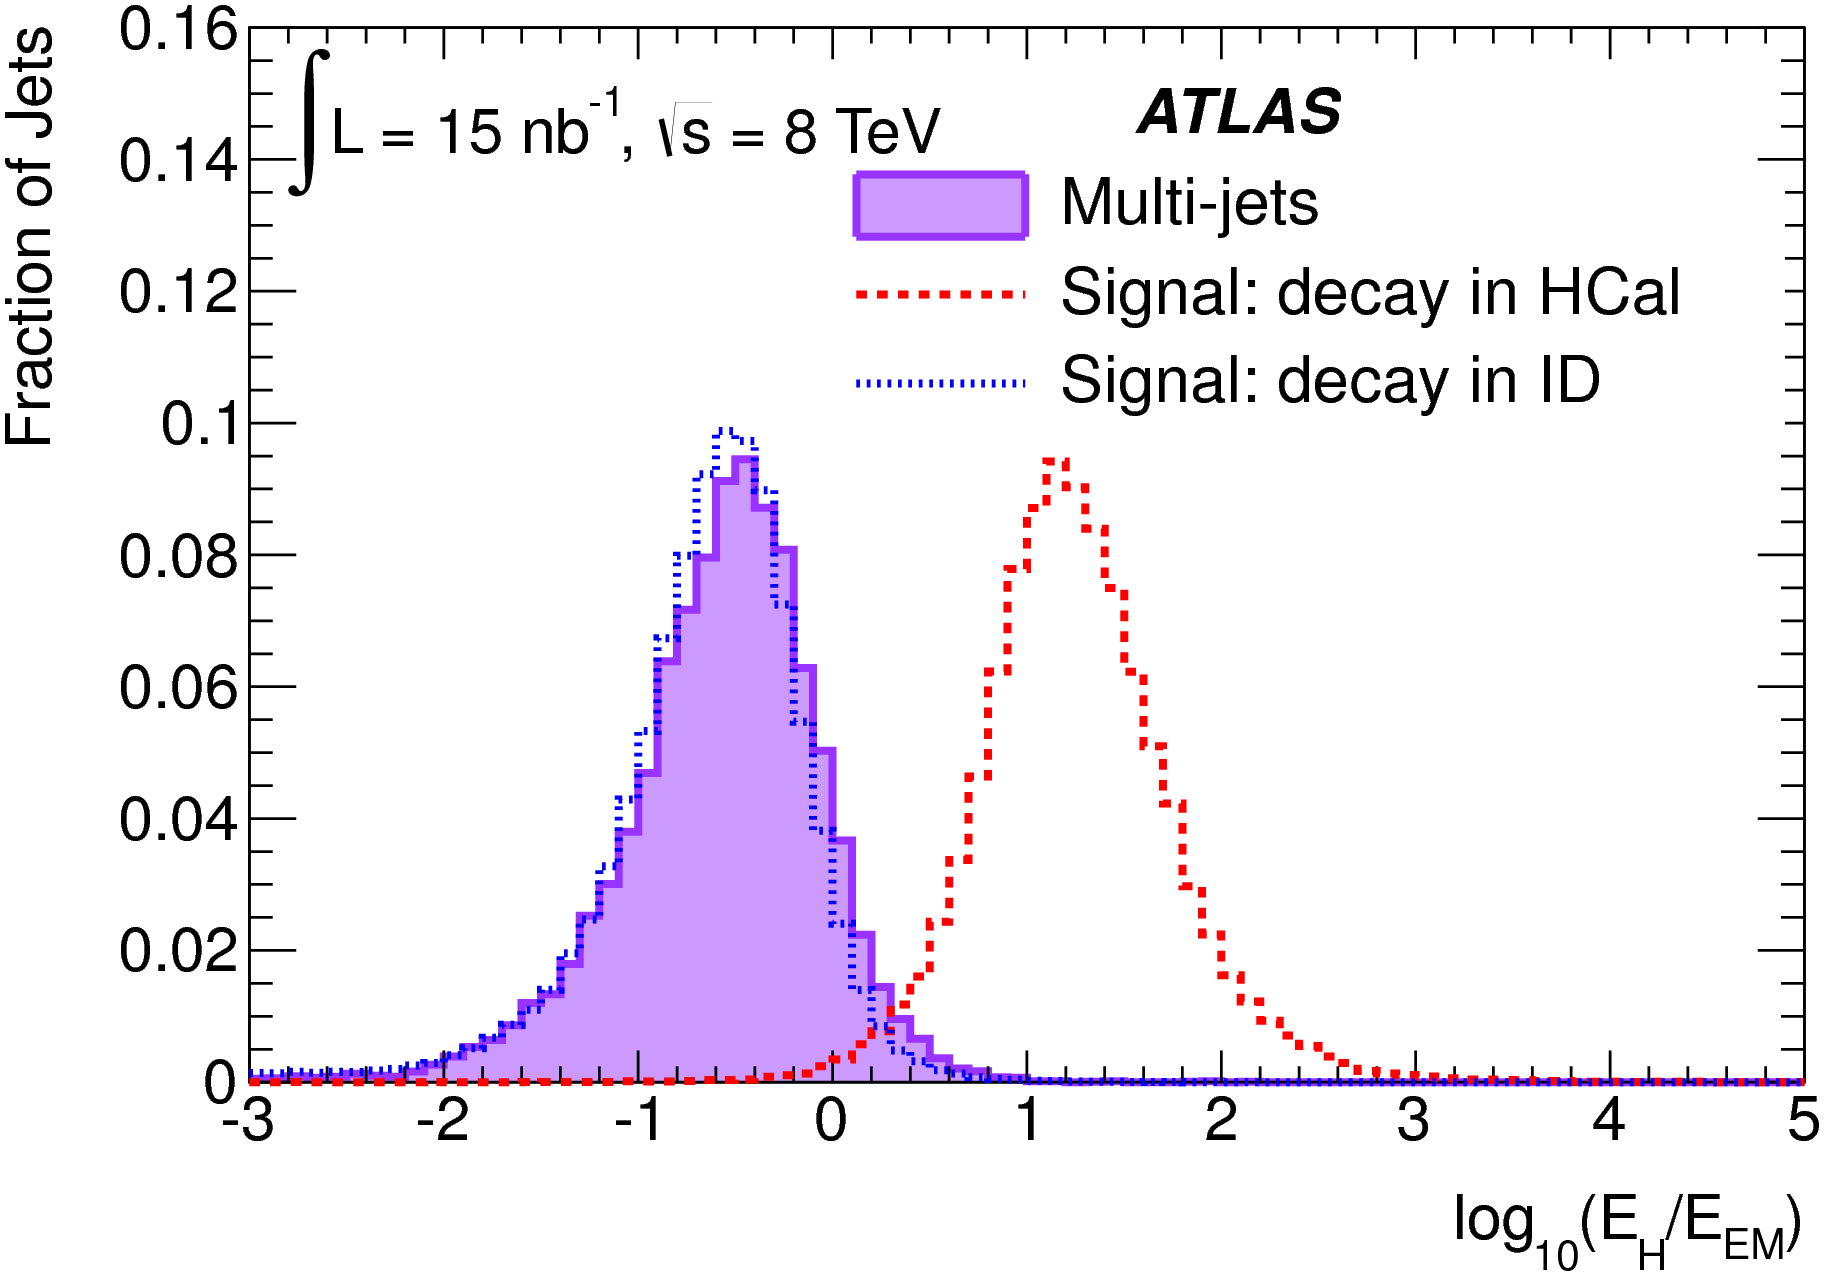 Fraction of Jets
0.16
0.14
0.12
0.1
0.08
0.06
0.04
0.02
0
∫L = 15 nb⁻¹, √s = 8 TeV
ATLAS
Multi-jets
Signal: decay in HCal
Signal: decay in ID
-3 -2 -1 0 1 2 3 4 5
log₁₀(E_H/E_EM)